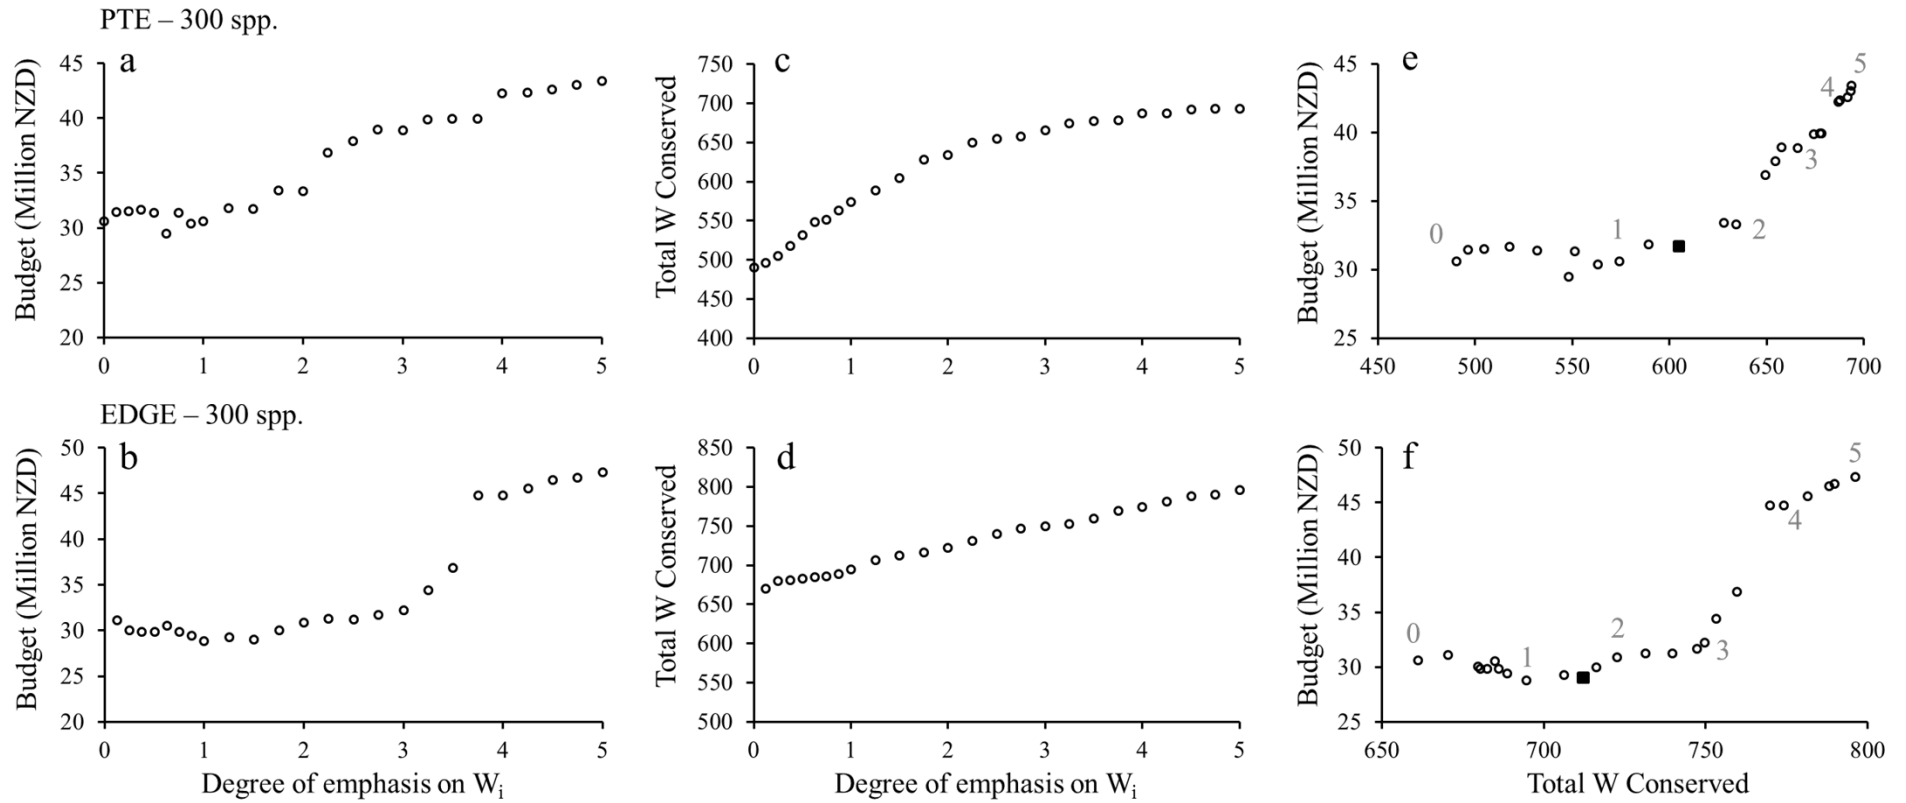 PTE – 300 spp.
a
Budget (Million NZD)
45
40
35
30
25
20
0 1 2 3 4 5
c
Total W Conserved
750
700
650
600
550
500
450
400
0 1 2 3 4 5
e
Budget (Million NZD)
45
40
35
30
25
450 500 550 600 650 700
0 1 2 3 4 5
EDGE – 300 spp.
b
Budget (Million NZD)
50
45
40
35
30
25
20
0 1 2 3 4 5
Degree of emphasis on Wi
d
Total W Conserved
850
800
750
700
650
600
550
500
0 1 2 3 4 5
Degree of emphasis on Wi
f
Budget (Million NZD)
50
45
40
35
30
25
650 700 750 800
0 1 2 3 4 5
Total W Conserved